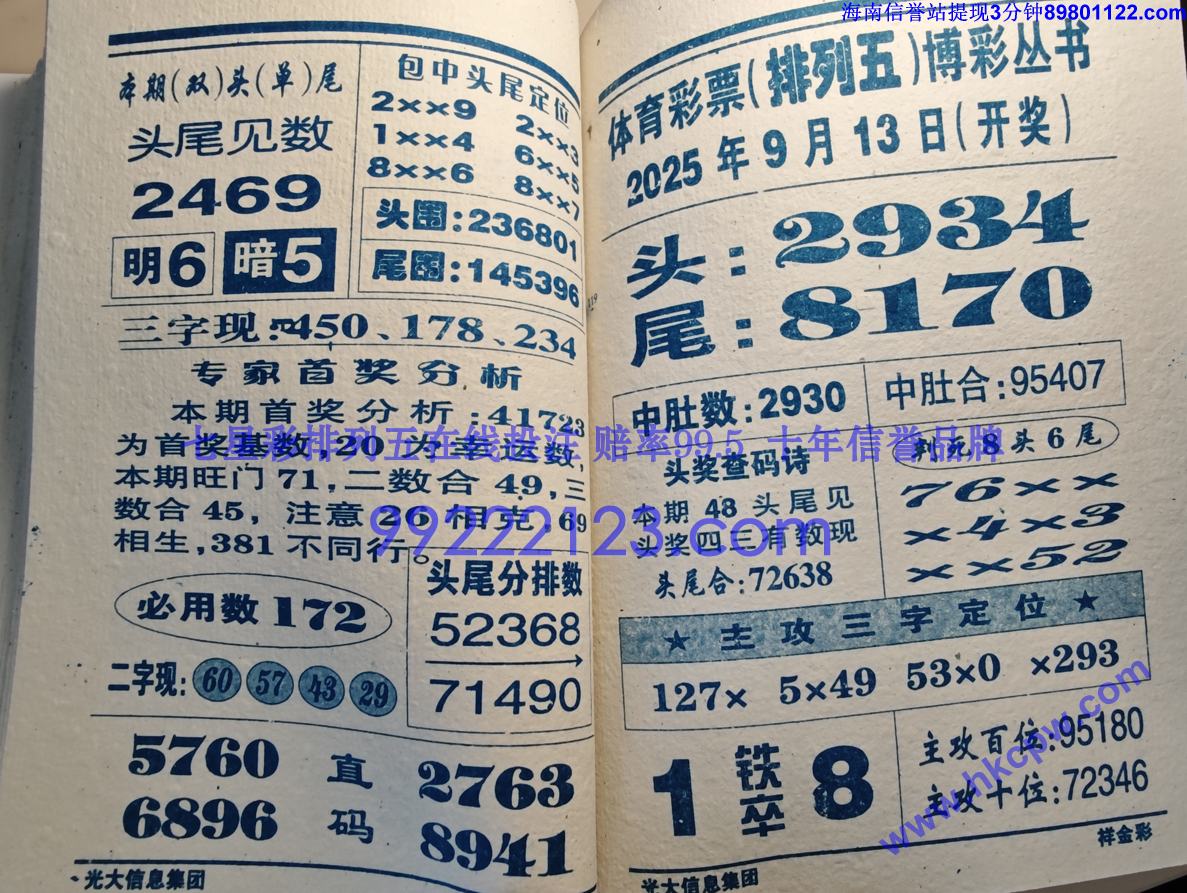 海南信誉站提现3分钟89801122.com
本期(双)头(单)尾
头尾见数
2469
明6 暗5
包中头尾定位
2××9 2××3
1××4 6××5
8××6 8××7
头围:236801
尾围:145396
三字现:450、178、234
专家首奖分析
本期首奖分析:41723
为首奖基数,20为幸运数,
本期旺门71,二数合49,三
数合45,注意26相克,69
相生,381不同行。
必用数172
二字现: 60 57 43 29
头尾分排数
52368
71490
5760 直 2763
6896 码 8941
光大信息集团
体育彩票(排列五)博彩丛书
2025年9月13日(开奖)
头:2934
尾:8170
中肚数:2930
中肚合:95407
头奖查码诗
本期48头尾见
头奖四三有数现
头尾合:72638
判死8头6尾
76××
×4×3
××52
★主攻三字定位★
127× 5×49 53×0 ×293
1 铁卒 8
主攻百位:95180
主攻十位:72346
祥金彩
光大信息集团
七星彩排列五在线投注 赔率99.5 十年信誉品牌
99222123.com
www.hkcpw.com